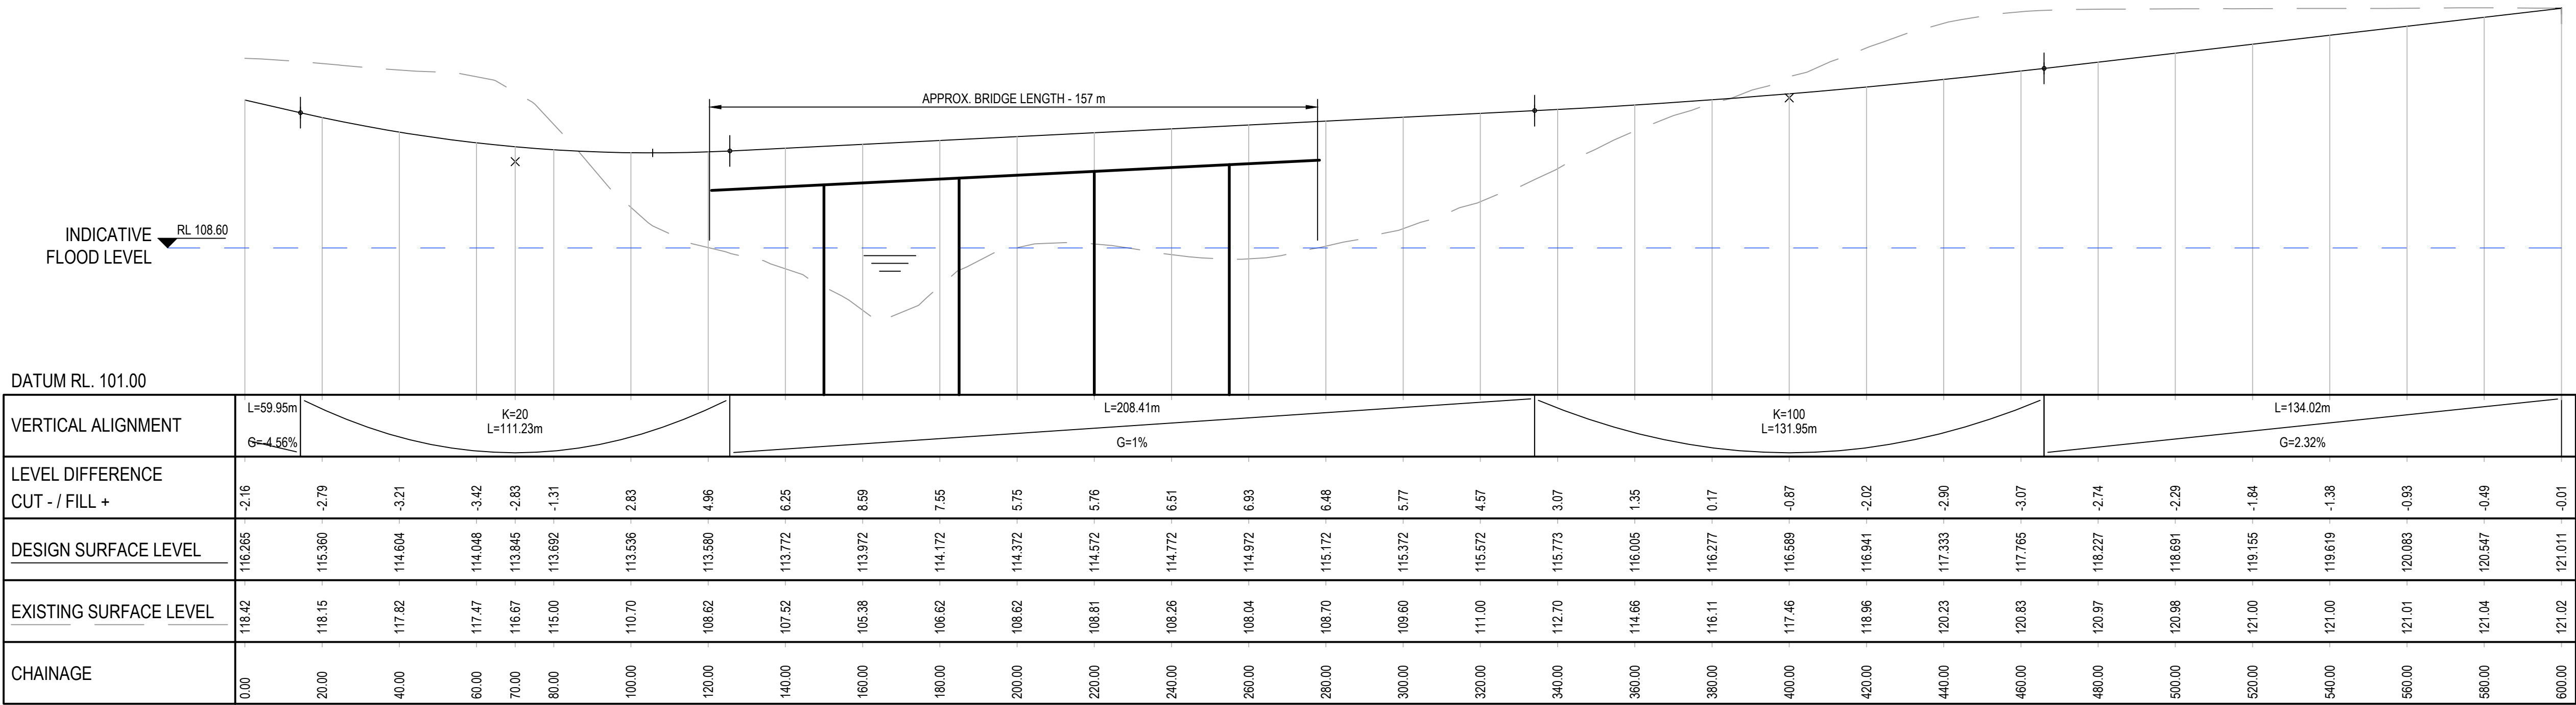 APPROX. BRIDGE LENGTH - 157 m
INDICATIVE
FLOOD LEVEL
RL 108.60
DATUM RL. 101.00
VERTICAL ALIGNMENT
L=59.95m
G=-4.56%
K=20
L=111.23m
L=208.41m
G=1%
K=100
L=131.95m
L=134.02m
G=2.32%
LEVEL DIFFERENCE
CUT - / FILL +
-2.16 -2.79 -3.21 -3.42 -2.83 -1.31 2.83 4.96 6.25 8.59 7.55 5.75 5.76 6.51 6.93 6.48 5.77 4.57 3.07 1.35 0.17 -0.87 -2.02 -2.90 -3.07 -2.74 -2.29 -1.84 -1.38 -0.93 -0.49 -0.01
DESIGN SURFACE LEVEL
116.265 115.360 114.604 114.048 113.845 113.692 113.536 113.580 113.772 113.972 114.172 114.372 114.572 114.772 114.972 115.172 115.372 115.572 115.773 116.005 116.277 116.589 116.941 117.333 117.765 118.227 118.691 119.155 119.619 120.083 120.547 121.011
EXISTING SURFACE LEVEL
118.42 118.15 117.82 117.47 116.67 115.00 110.70 108.62 107.52 105.38 106.62 108.62 108.81 108.26 108.04 108.70 109.60 111.00 112.70 114.66 116.11 117.46 118.96 120.23 120.83 120.97 120.98 121.00 121.00 121.01 121.04 121.02
CHAINAGE
0.00 20.00 40.00 60.00 70.00 80.00 100.00 120.00 140.00 160.00 180.00 200.00 220.00 240.00 260.00 280.00 300.00 320.00 340.00 360.00 380.00 400.00 420.00 440.00 460.00 480.00 500.00 520.00 540.00 560.00 580.00 600.00